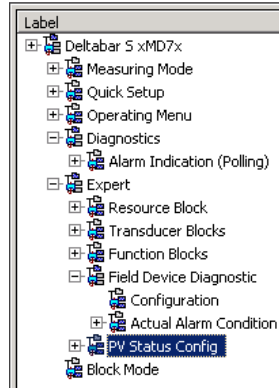 Label
Deltabar S xMD7x
Measuring Mode
Quick Setup
Operating Menu
Diagnostics
Alarm Indication (Polling)
Expert
Resource Block
Transducer Blocks
Function Blocks
Field Device Diagnostic
Configuration
Actual Alarm Condition
PV Status Config
Block Mode